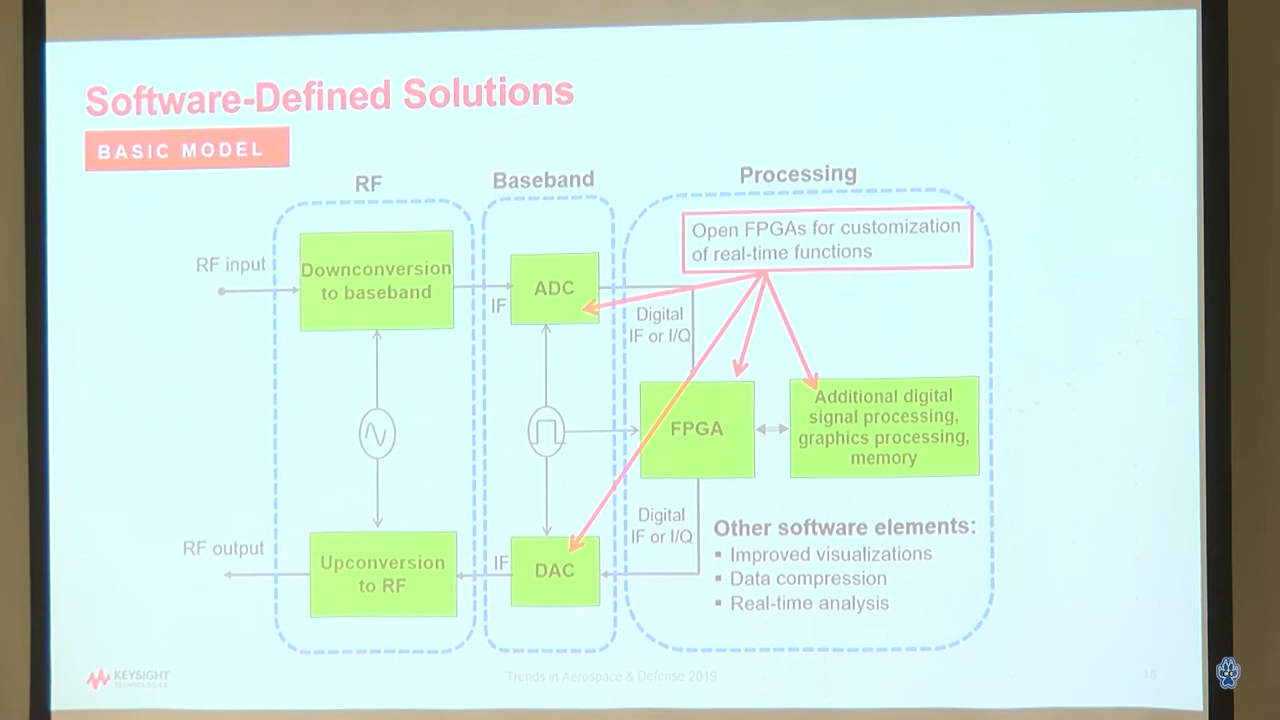 Software-Defined Solutions
BASIC MODEL
RF
Baseband
Processing
Open FPGAs for customization
of real-time functions
RF input
Downconversion
to baseband
IF
ADC
Digital
IF or I/Q
FPGA
Additional digital
signal processing,
graphics processing,
memory
RF output
Upconversion
to RF
IF
DAC
Digital
IF or I/Q
Other software elements:
▪ Improved visualizations
▪ Data compression
▪ Real-time analysis
KEYSIGHT
TECHNOLOGIES
Trends in Aerospace & Defense 2019
18